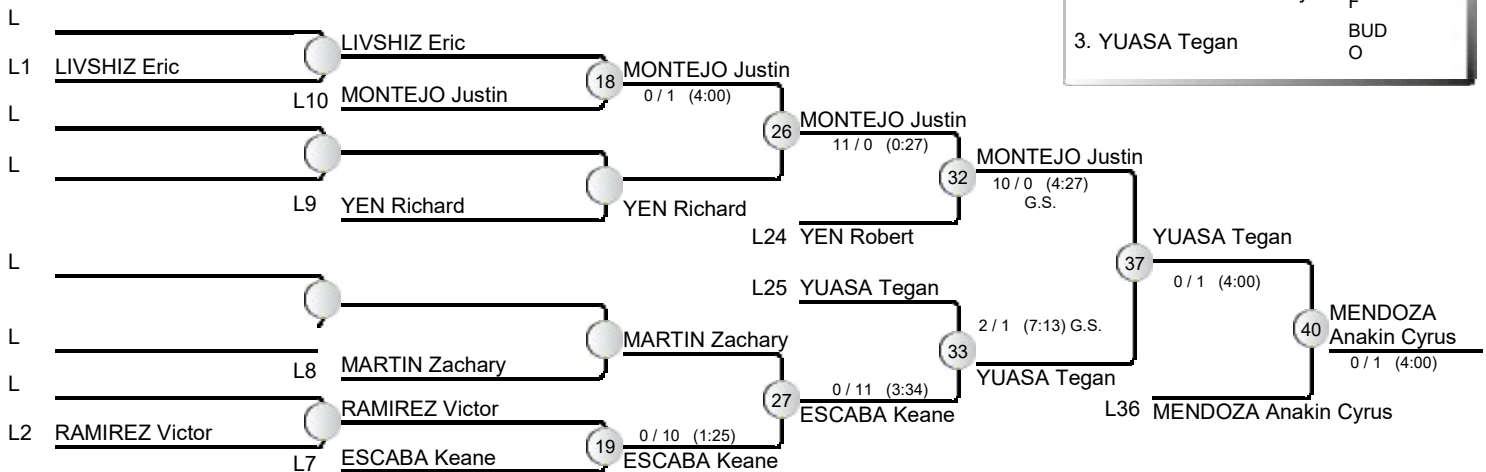 L
L1 LIVSHIZ Eric
LIVSHIZ Eric
L10 MONTEJO Justin
18
MONTEJO Justin
0 / 1 (4:00)
L
L
L9 YEN Richard
YEN Richard
26
MONTEJO Justin
11 / 0 (0:27)
L24 YEN Robert
32
MONTEJO Justin
10 / 0 (4:27)
G.S.
L
L
L8 MARTIN Zachary
MARTIN Zachary
L
L2 RAMIREZ Victor
RAMIREZ Victor
L7 ESCABA Keane
19
0 / 10 (1:25)
ESCABA Keane
27
0 / 11 (3:34)
ESCABA Keane
L25 YUASA Tegan
33
2 / 1 (7:13) G.S.
YUASA Tegan
37
YUASA Tegan
0 / 1 (4:00)
L36 MENDOZA Anakin Cyrus
40
MENDOZA
Anakin Cyrus
0 / 1 (4:00)
F
3. YUASA Tegan
BUD
O